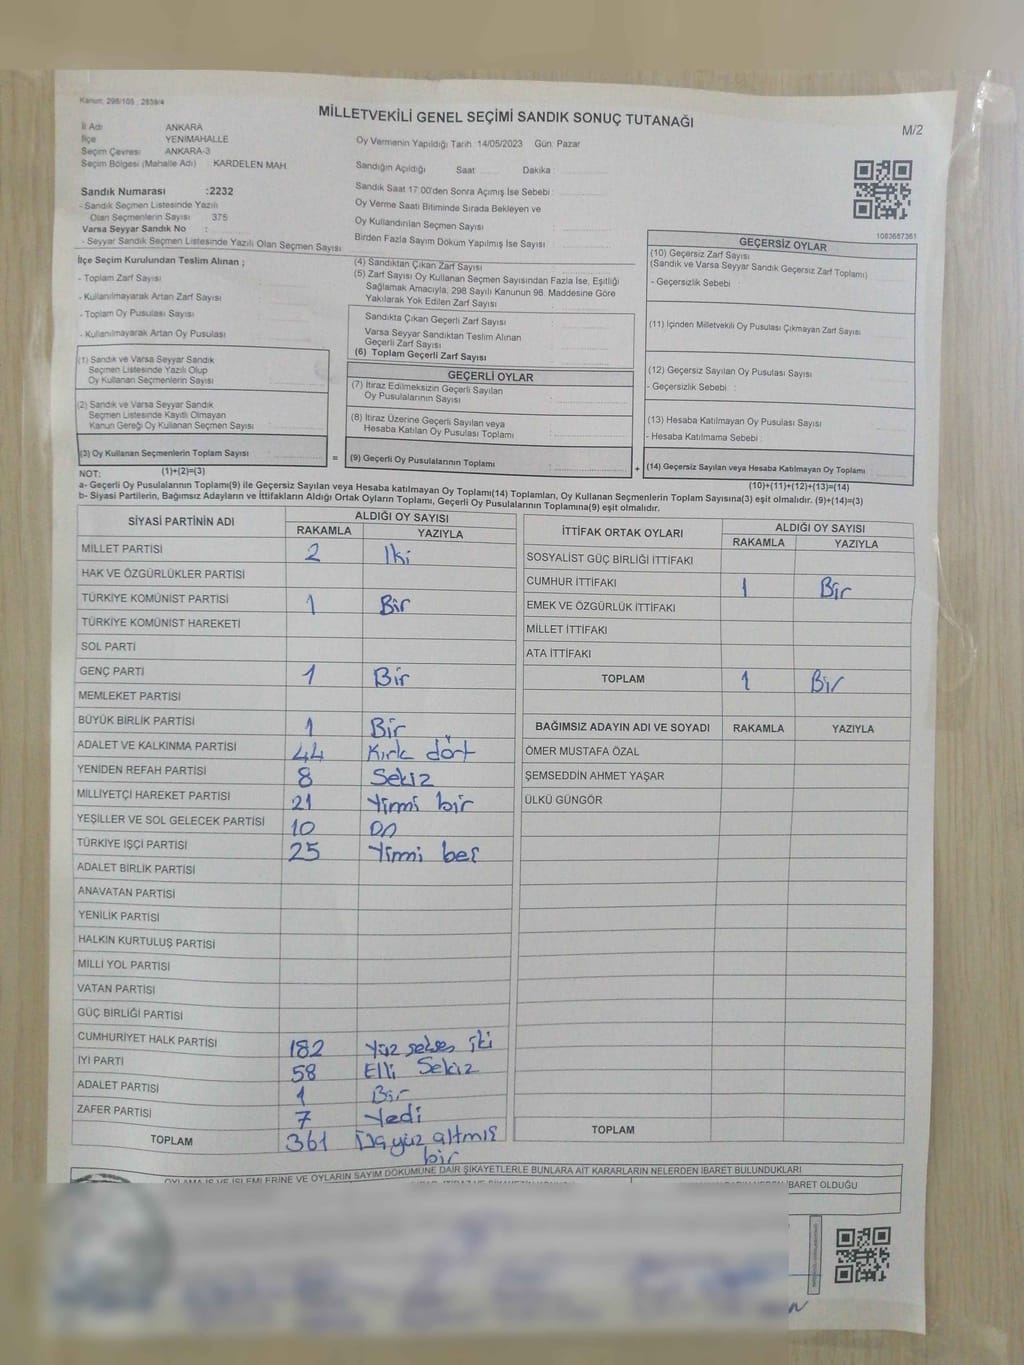 Kanun: 298/105 , 2839/4
MİLLETVEKİLİ GENEL SEÇİMİ SANDIK SONUÇ TUTANAĞI
M/2
İl Adı ANKARA
İlçe YENİMAHALLE
Seçim Çevresi ANKARA-3
Seçim Bölgesi (Mahalle Adı) KARDELEN MAH.
Sandık Numarası :2232
- Sandık Seçmen Listesinde Yazılı
Olan Seçmenlerin Sayısı 375
Varsa Seyyar Sandık No :
- Seyyar Sandık Seçmen Listesinde Yazılı Olan Seçmen Sayısı
Oy Vermenin Yapıldığı Tarih 14/05/2023 Gün: Pazar
Sandığın Açıldığı Saat Dakika
Sandık Saat 17:00'den Sonra Açılmış İse Sebebi :
Oy Verme Saati Bitiminde Sırada Bekleyen ve
Oy Kullandırılan Seçmen Sayısı :
Birden Fazla Sayım Döküm Yapılmış İse Sayısı
1083687361
İlçe Seçim Kurulundan Teslim Alınan ;
- Toplam Zarf Sayısı
- Kullanılmayarak Artan Zarf Sayısı
- Toplam Oy Pusulası Sayısı
- Kullanılmayarak Artan Oy Pusulası
(1) Sandık ve Varsa Seyyar Sandık
Seçmen Listesinde Yazılı Olup
Oy Kullanan Seçmenlerin Sayısı
(2) Sandık ve Varsa Seyyar Sandık
Seçmen Listesinde Kayıtlı Olmayan
Kanun Gereği Oy Kullanan Seçmen Sayısı
(3) Oy Kullanan Seçmenlerin Toplam Sayısı
(4) Sandıktan Çıkan Zarf Sayısı
(5) Zarf Sayısı Oy Kullanan Seçmen Sayısından Fazla İse, Eşitliği
Sağlamak Amacıyla, 298 Sayılı Kanunun 98. Maddesine Göre
Yakılarak Yok Edilen Zarf Sayısı
Sandıkta Çıkan Geçerli Zarf Sayısı
Varsa Seyyar Sandıktan Teslim Alınan
Geçerli Zarf Sayısı
(6) Toplam Geçerli Zarf Sayısı
GEÇERLİ OYLAR
(7) İtiraz Edilmeksizin Geçerli Sayılan
Oy Pusulalarının Sayısı
(8) İtiraz Üzerine Geçerli Sayılan veya
Hesaba Katılan Oy Pusulası Toplamı
= (9) Geçerli Oy Pusulalarının Toplamı
GEÇERSİZ OYLAR
(10) Geçersiz Zarf Sayısı
(Sandık ve Varsa Seyyar Sandık Geçersiz Zarf Toplamı)
- Geçersizlik Sebebi :
(11) İçinden Milletvekili Oy Pusulası Çıkmayan Zarf Sayısı
(12) Geçersiz Sayılan Oy Pusulası Sayısı
- Geçersizlik Sebebi :
(13) Hesaba Katılmayan Oy Pusulası Sayısı
- Hesaba Katılmama Sebebi :
+ (14) Geçersiz Sayılan veya Hesaba Katılmayan Oy Toplamı
NOT: (1)+(2)=(3)
(10)+(11)+(12)+(13)=(14)
a- Geçerli Oy Pusulaları Toplamı(9) ile Geçersiz Sayılan veya Hesaba katılmayan Oy Toplamı(14) Toplamları, Oy Kullanan Seçmenlerin Toplam Sayısına(3) eşit olmalıdır. (9)+(14)=(3)
b- Siyasi Partilerin, Bağımsız Adayların ve İttifakların Aldığı Ortak Oyların Toplamı, Geçerli Oy Pusulalarının Toplamına(9) eşit olmalıdır.
SİYASİ PARTİNİN ADI ALDIĞI OY SAYISI
RAKAMLA YAZIYLA
MİLLET PARTİSİ 2 İki
HAK VE ÖZGÜRLÜKLER PARTİSİ
TÜRKİYE KOMÜNİST PARTİSİ 1 Bir
TÜRKİYE KOMÜNİST HAREKETİ
SOL PARTİ
GENÇ PARTİ 1 Bir
MEMLEKET PARTİSİ
BÜYÜK BİRLİK PARTİSİ 1 Bir
ADALET VE KALKINMA PARTİSİ 44 Kırk dört
YENİDEN REFAH PARTİSİ 8 Sekiz
MİLLİYETÇİ HAREKET PARTİSİ 21 Yirmi bir
YEŞİLLER VE SOL GELECEK PARTİSİ 10 On
TÜRKİYE İŞÇİ PARTİSİ 25 Yirmi beş
ADALET BİRLİK PARTİSİ
ANAVATAN PARTİSİ
YENİLİK PARTİSİ
HALKIN KURTULUŞ PARTİSİ
MİLLİ YOL PARTİSİ
VATAN PARTİSİ
GÜÇ BİRLİĞİ PARTİSİ
CUMHURİYET HALK PARTİSİ 182 Yüz seksen iki
İYİ PARTİ 58 Elli Sekiz
ADALET PARTİSİ 1 Bir
ZAFER PARTİSİ 7 Yedi
TOPLAM 361 Üçyüz altmış
bir
İTTİFAK ORTAK OYLARI ALDIĞI OY SAYISI
RAKAMLA YAZIYLA
SOSYALİST GÜÇ BİRLİĞİ İTTİFAKI
CUMHUR İTTİFAKI 1 Bir
EMEK VE ÖZGÜRLÜK İTTİFAKI
MİLLET İTTİFAKI
ATA İTTİFAKI
TOPLAM 1 Bir
BAĞIMSIZ ADAYIN ADI VE SOYADI RAKAMLA YAZIYLA
ÖMER MUSTAFA ÖZAL
ŞEMSEDDİN AHMET YAŞAR
ÜLKÜ GÜNGÖR
TOPLAM
OYLAMA İŞ VE İŞLEMLERİNE VE OYLARIN SAYIM DÖKÜMÜNE DAİR ŞİKAYETLERLE BUNLARA AİT KARARLARIN NELERDEN İBARET BULUNDUKLARI
İBARET OLDUĞU